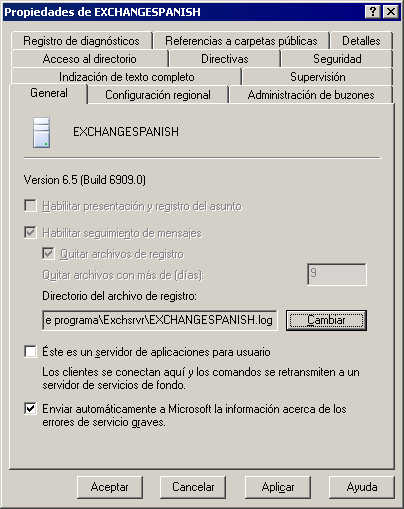 Propiedades de EXCHANGESPANISH
Registro de diagnósticos Referencias a carpetas públicas Detalles
Acceso al directorio Directivas Seguridad
Indización de texto completo Supervisión
General Configuración regional Administración de buzones
EXCHANGESPANISH
Version 6.5 (Build 6909.0)
Habilitar presentación y registro del asunto
Habilitar seguimiento de mensajes
Quitar archivos de registro
Quitar archivos con más de (días): 9
Directorio del archivo de registro:
e programa\Exchsrvr\EXCHANGESPANISH.log Cambiar
Éste es un servidor de aplicaciones para usuario
Los clientes se conectan aquí y los comandos se retransmiten a un
servidor de servicios de fondo.
Enviar automáticamente a Microsoft la información acerca de los
errores de servicio graves.
Aceptar Cancelar Aplicar Ayuda